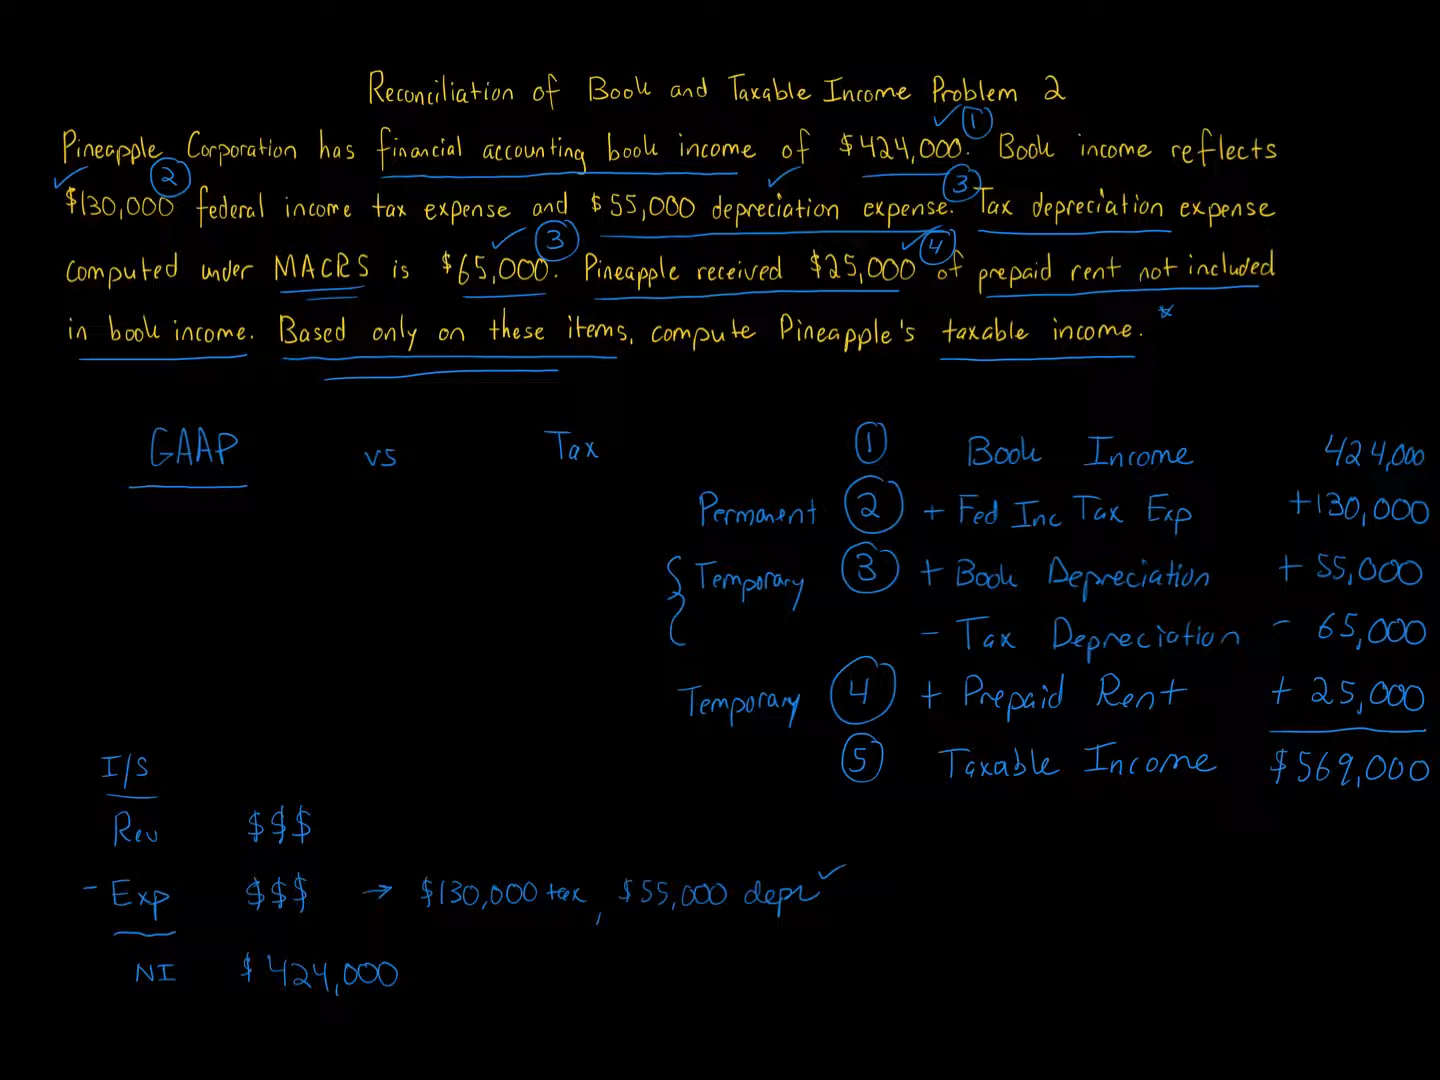 Reconciliation of Book and Taxable Income Problem 2
Pineapple Corporation has financial accounting book income of $424,000. Book income reflects
$130,000 federal income tax expense and $55,000 depreciation expense. Tax depreciation expense
computed under MACRS is $65,000. Pineapple received $25,000 of prepaid rent not included
in book income. Based only on these items, compute Pineapple's taxable income. *
1
2
3
3
4
GAAP vs Tax
1 Book Income 424,000
Permanent 2 + Fed Inc Tax Exp +130,000
{ Temporary 3 + Book Depreciation + 55,000
- Tax Depreciation - 65,000
Temporary 4 + Prepaid Rent + 25,000
5 Taxable Income $569,000
I/S
Rev $$$
- Exp $$$ → $130,000 tax, $55,000 depr ✓
NI $424,000